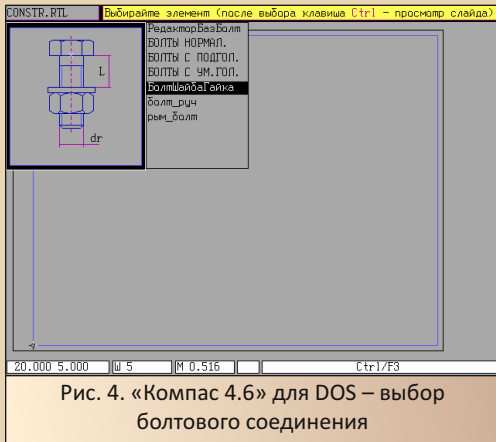 CONSTR.RTL Выбирайте элемент (после выбора клавиша Ctrl - просмотр слайда)
РедакторБазБолт
БОЛТЫ НОРМАЛ.
БОЛТЫ С ПОДГОЛ.
БОЛТЫ С УМ.ГОЛ.
БолтШайбаГайка
болт_руч
рым_болт
L
dr
20.000 5.000 Ш 5 М 0.516 Ctrl/F3
Рис. 4. «Компас 4.6» для DOS – выбор
болтового соединения